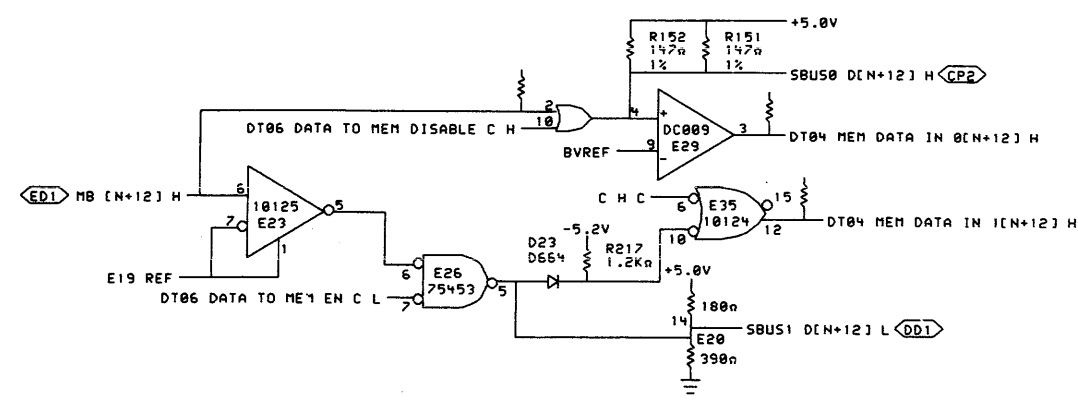 +5.0V
R152
147Ω
1%
R151
147Ω
1%
SBUS0 D[N+12] H CP2
2
10
DT06 DATA TO MEM DISABLE C H
4
+
DC009
E29
3
DT04 MEM DATA IN 0[N+12] H
BVREF
9
-
ED1 MB [N+12] H
6
10125
E23
5
7
1
E19 REF
C H C
6
E35
10124
15
10
12
DT04 MEM DATA IN 1[N+12] H
-5.2V
D23
D664
R217
1.2KΩ
6
E26
75453
5
7
DT06 DATA TO MEM EN C L
+5.0V
180Ω
14
SBUS1 D[N+12] L DD1
E20
390Ω